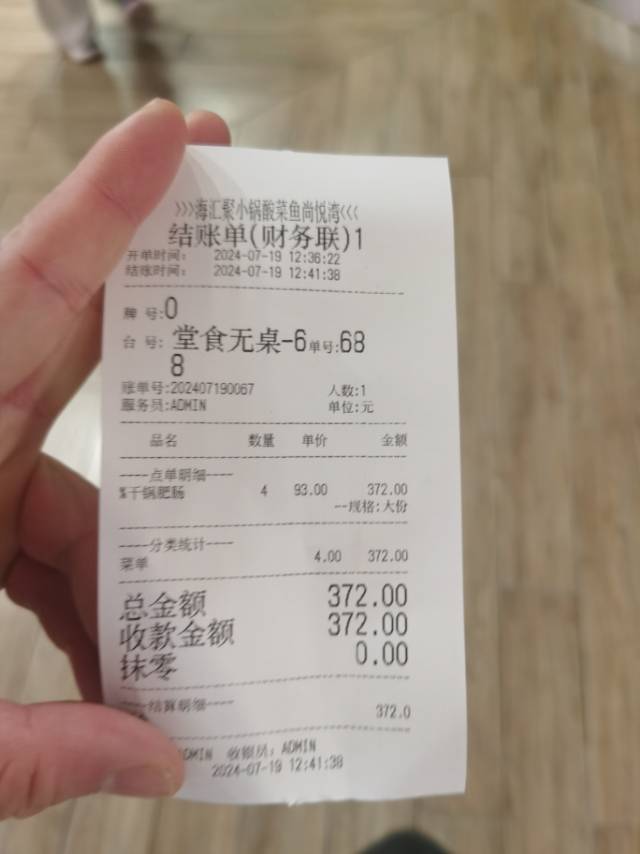 >>>海汇聚小锅酸菜鱼尚悦湾<<<
结账单(财务联)1
开单时间: 2024-07-19 12:36:22
结账时间: 2024-07-19 12:41:38
牌 号:0
台 号: 堂食无桌-6 单号:68
8
账单号:202407190067 人数:1
服务员:ADMIN 单位:元
品名 数量 单价 金额
----点单明细----
※干锅肥肠 4 93.00 372.00
--规格:大份
----分类统计----
菜单 4.00 372.00
总金额 372.00
收款金额 372.00
抹零 0.00
--结算明细----
372.0
DMIN 收银员: ADMIN
2024-07-19 12:41:38